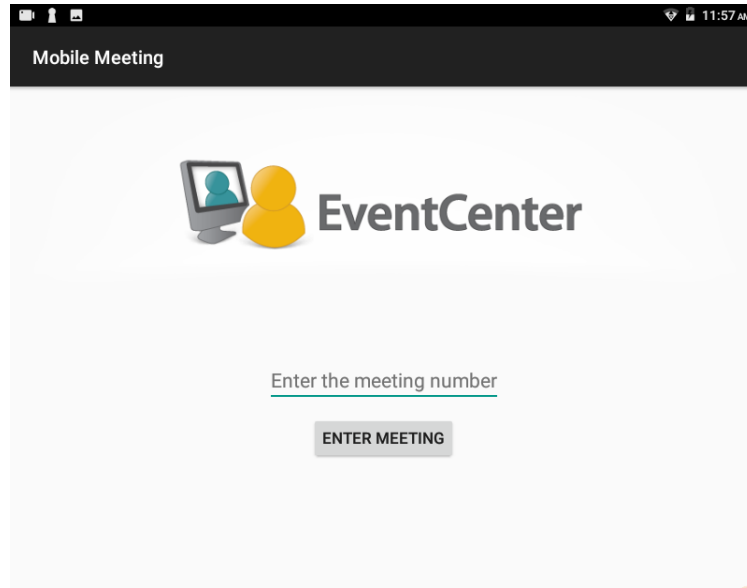 11:57 AM
Mobile Meeting
EventCenter
Enter the meeting number
ENTER MEETING